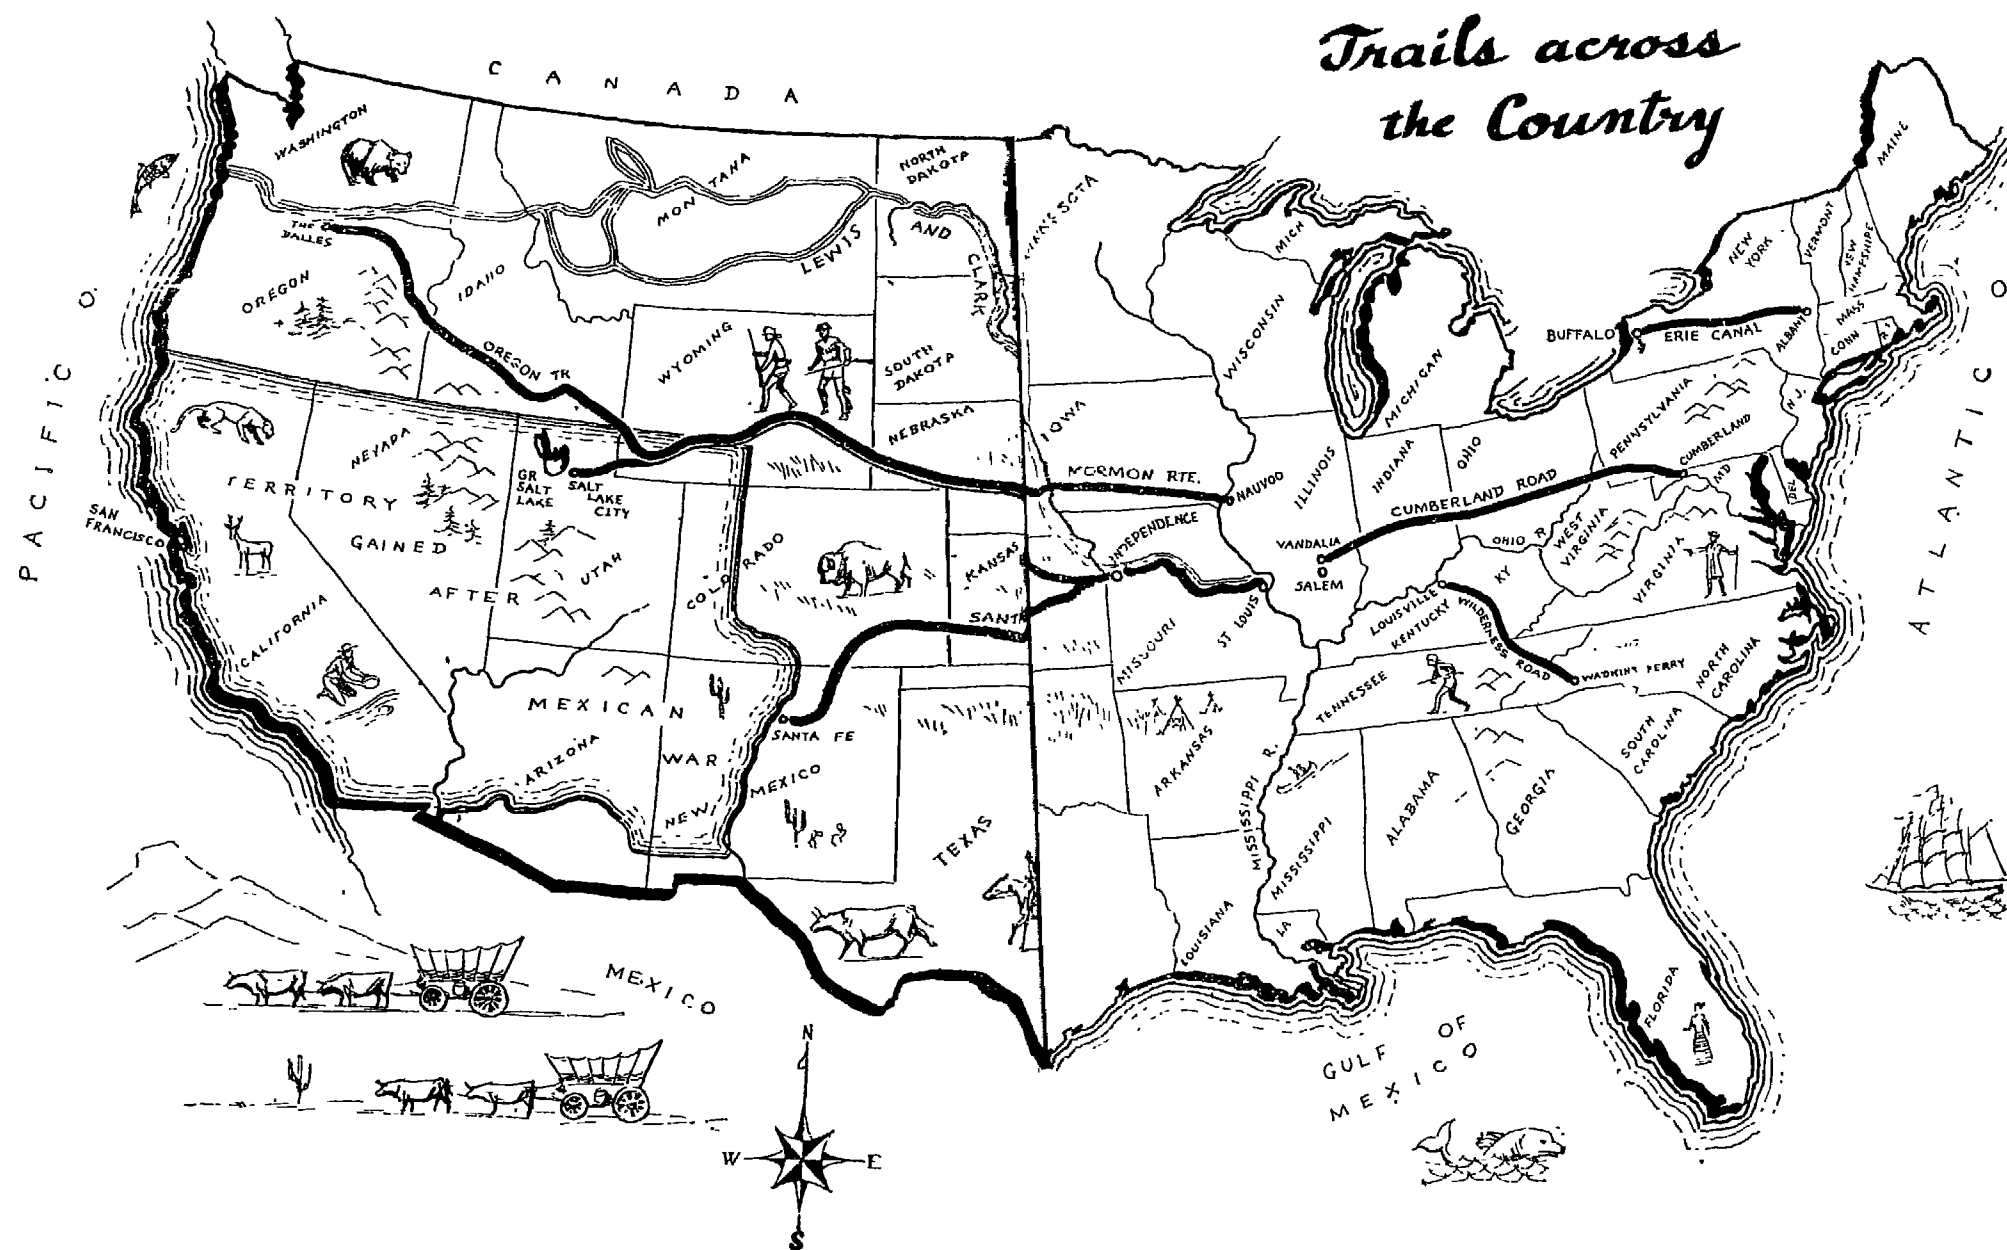 Trails across
the Country
CANADA
WASHINGTON
MONTANA
NORTH
DAKOTA
MAINE
THE
DALLES
LEWIS
AND
CLARK
OREGON
IDAHO
MICH
NEW
YORK
VERMONT
NEW
HAMPSHIRE
PACIFIC O.
ATLANTIC O
OREGON TR
WYOMING
SOUTH
DAKOTA
WISCONSIN
MICHIGAN
BUFFALO
ERIE CANAL
ALBANY
MASS
CONN
R.I.
NEBRASKA
IOWA
PENNSYLVANIA
N.J.
NEVADA
GR
SALT
LAKE
SALT
LAKE
CITY
MORMON RTE.
NAUVOO
ILLINOIS
INDIANA
OHIO
CUMBERLAND ROAD
CUMBERLAND
MD
DEL
SAN
FRANCISCO
TERRITORY
GAINED
AFTER
MEXICAN
WAR
UTAH
COLORADO
KANSAS
INDEPENDENCE
VANDALIA
SALEM
OHIO R.
WEST
VIRGINIA
VIRGINIA
KY
CALIFORNIA
SANTA
MISSOURI
ST LOUIS
LOUISVILLE
KENTUCKY
WILDERNESS ROAD
WADKINS FERRY
NORTH
CAROLINA
TENNESSEE
SANTA FE
ARIZONA
NEW
MEXICO
TEXAS
ARKANSAS
MISSISSIPPI R.
MISSISSIPPI
ALABAMA
GEORGIA
SOUTH
CAROLINA
LOUISIANA
LA
FLORIDA
MEXICO
GULF OF
MEXICO
N
W
E
S